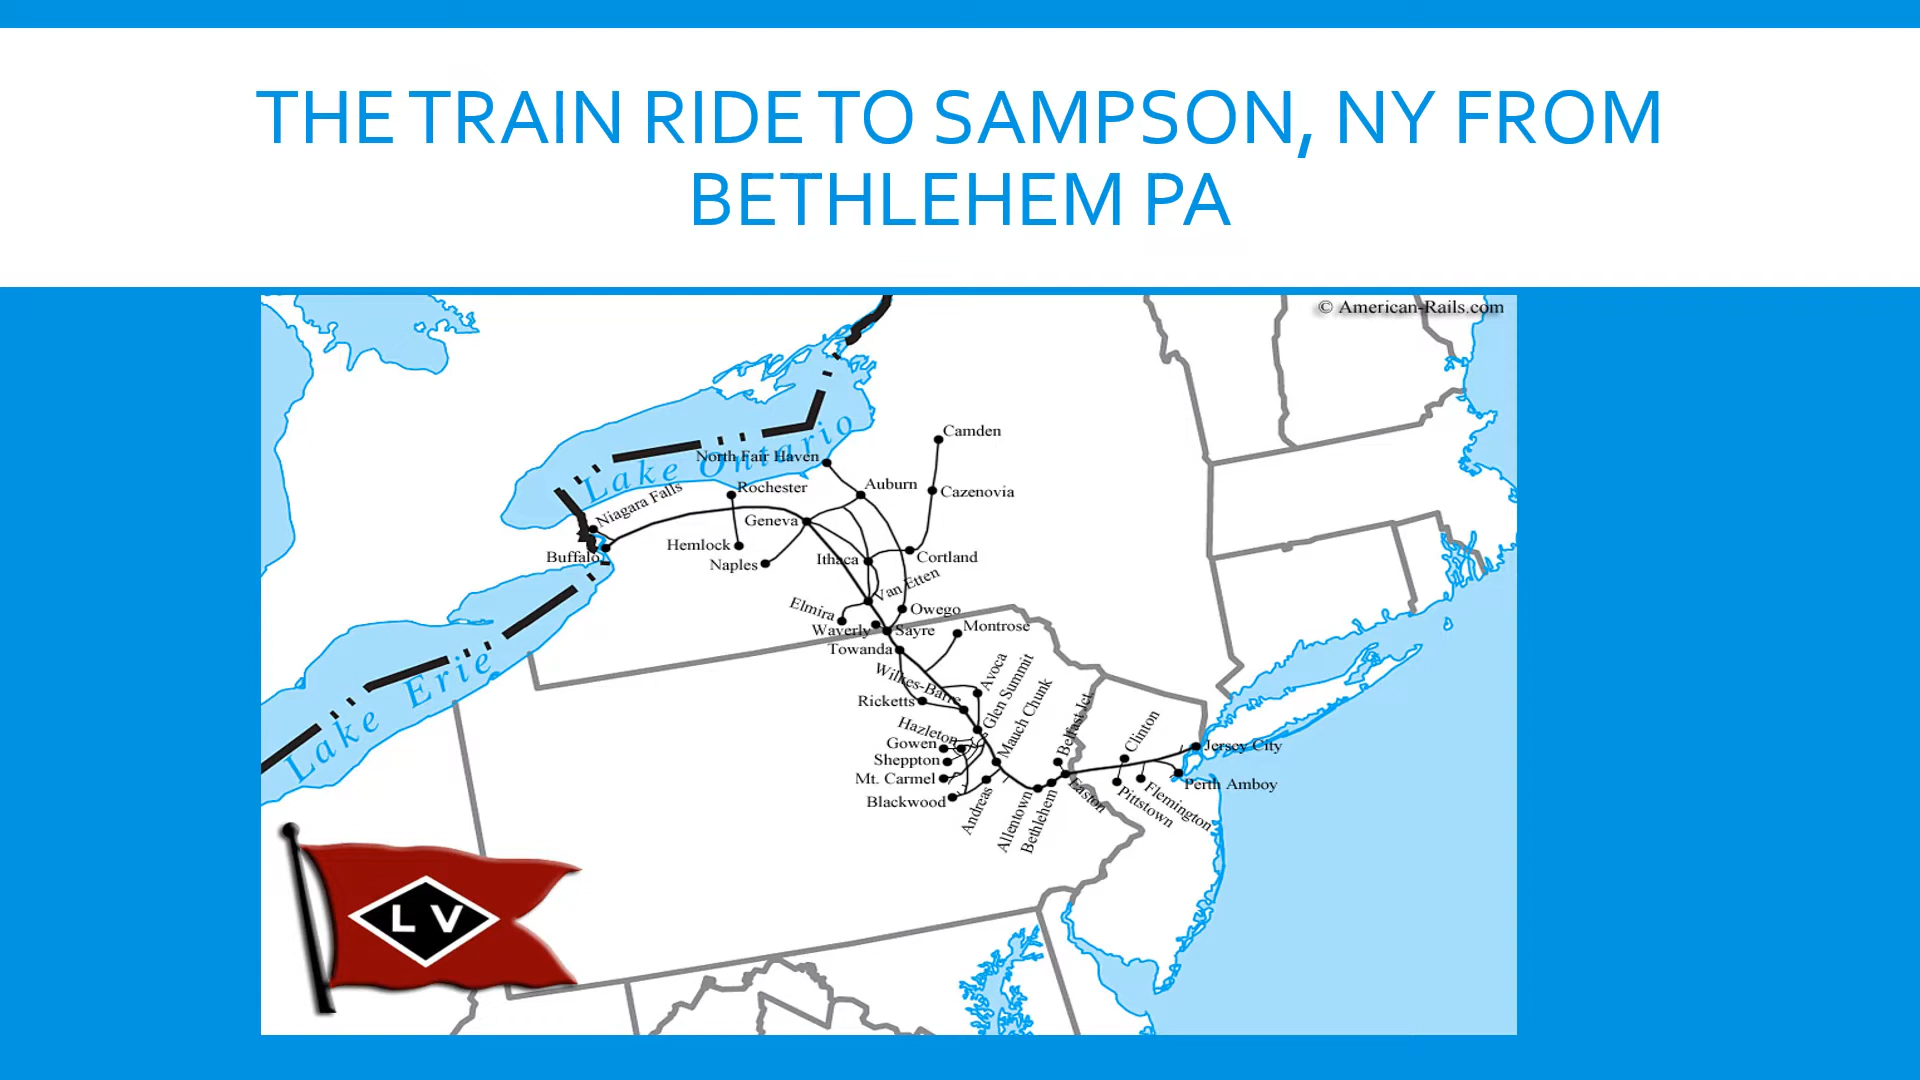 THE TRAIN RIDE TO SAMPSON, NY FROM
BETHLEHEM PA
© American-Rails.com
Camden
Lake Ontario
North Fair Haven
Auburn
Rochester
Cazenovia
Niagara Falls
Geneva
Hemlock
Buffalo
Ithaca
Cortland
Naples
Van Etten
Elmira
Owego
Waverly
Sayre
Montrose
Towanda
Lake Erie
Wilkes-Barre
Avoca
Glen Summit
Ricketts
Mauch Chunk
Hazleton
Belfast Jct.
Gowen
Clinton
Jersey City
Sheppton
Mt. Carmel
Perth Amboy
Blackwood
Andreas
Allentown
Bethlehem
Easton
Pittstown
Flemington
L V